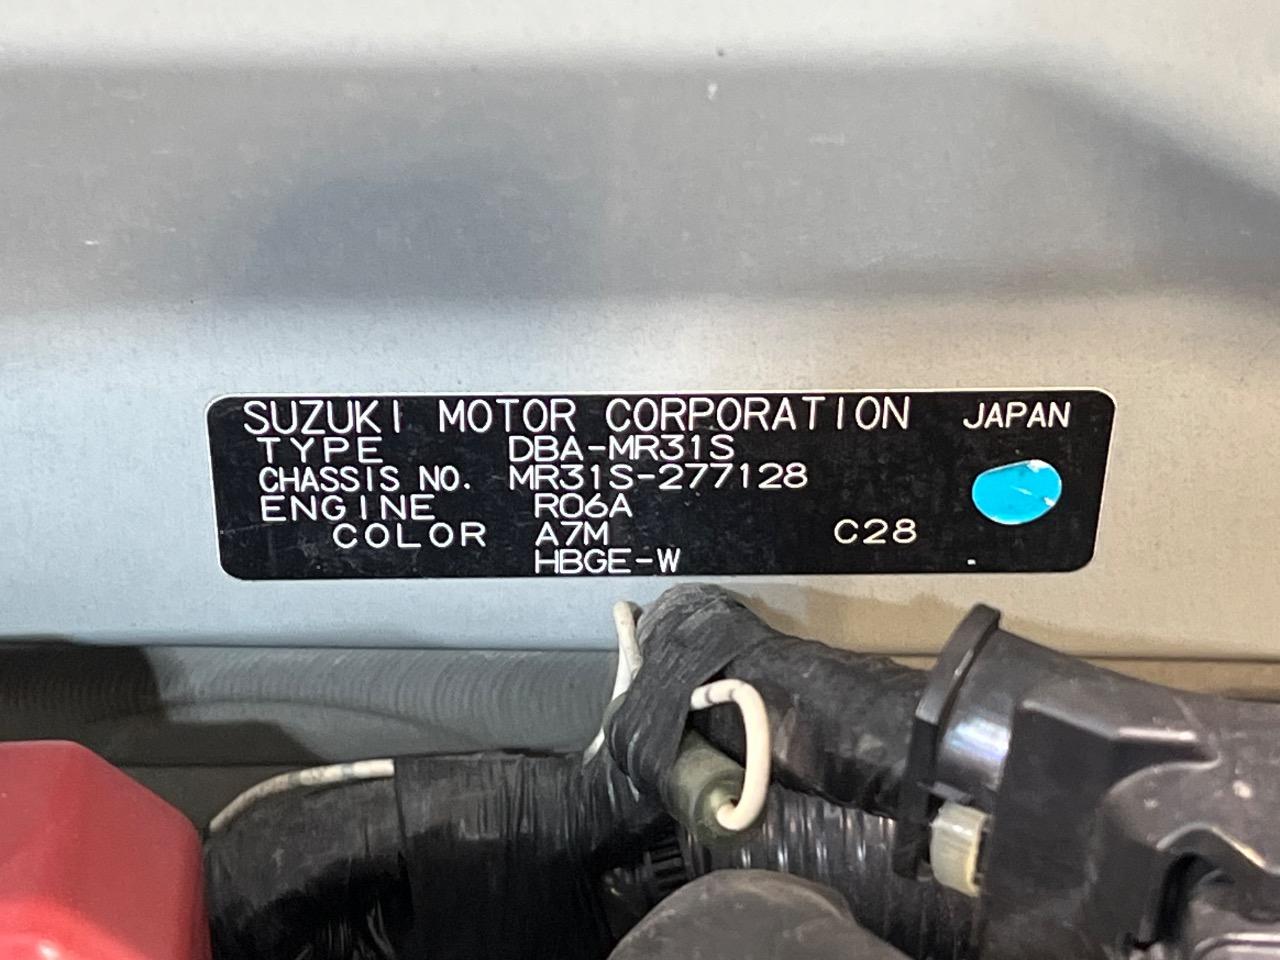 SUZUKI MOTOR CORPORATION JAPAN
TYPE DBA-MR31S
CHASSIS NO. MR31S-277128
ENGINE R06A
COLOR A7M C28
HBGE-W